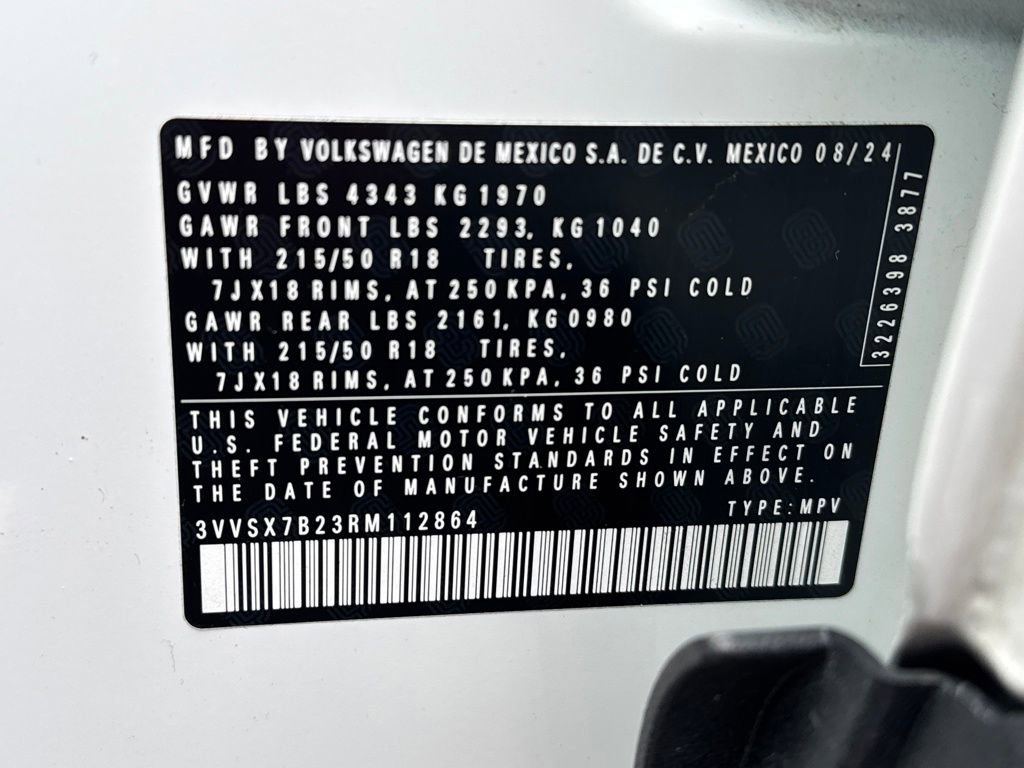 MFD BY VOLKSWAGEN DE MEXICO S.A. DE C.V. MEXICO 08/24
GVWR LBS 4343 KG 1970
GAWR FRONT LBS 2293, KG 1040
WITH 215/50 R18 TIRES,
7JX18 RIMS, AT 250 KPA, 36 PSI COLD
GAWR REAR LBS 2161, KG 0980
WITH 215/50 R18 TIRES,
7JX18 RIMS, AT 250 KPA, 36 PSI COLD
3226398 3877
THIS VEHICLE CONFORMS TO ALL APPLICABLE
U.S. FEDERAL MOTOR VEHICLE SAFETY AND
THEFT PREVENTION STANDARDS IN EFFECT ON
THE DATE OF MANUFACTURE SHOWN ABOVE.
3VVSX7B23RM112864 TYPE: MPV